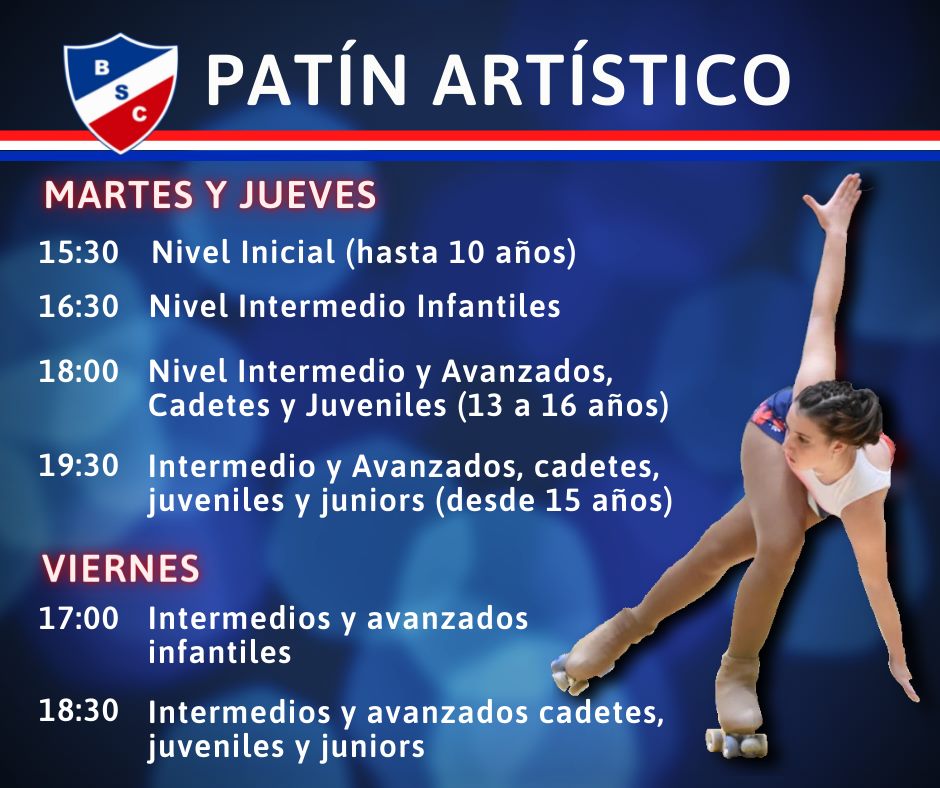 B
S
C
PATÍN ARTÍSTICO
MARTES Y JUEVES
15:30 Nivel Inicial (hasta 10 años)
16:30 Nivel Intermedio Infantiles
18:00 Nivel Intermedio y Avanzados,
Cadetes y Juveniles (13 a 16 años)
19:30 Intermedio y Avanzados, cadetes,
juveniles y juniors (desde 15 años)
VIERNES
17:00 Intermedios y avanzados
infantiles
18:30 Intermedios y avanzados cadetes,
juveniles y juniors